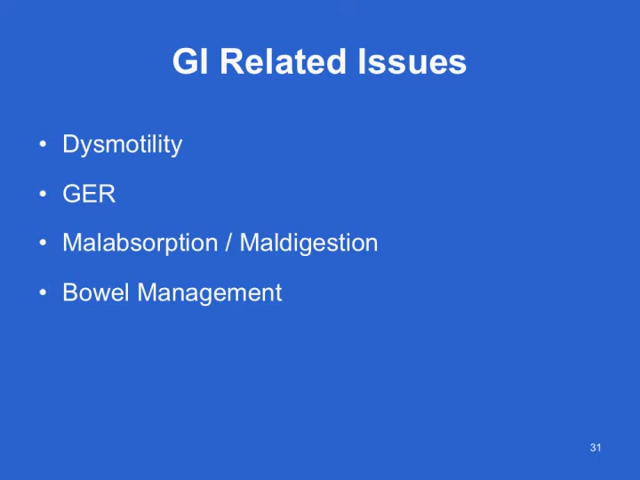 GI Related Issues
• Dysmotility
• GER
• Malabsorption / Maldigestion
• Bowel Management
31